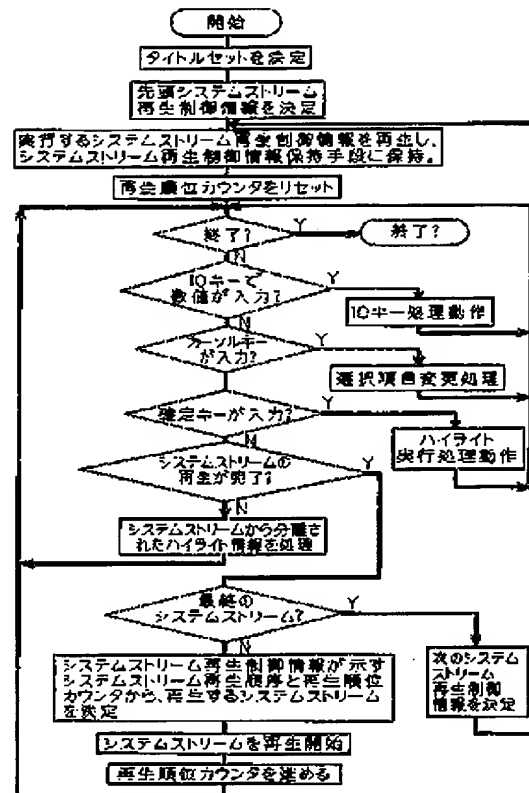 開始
タイトルセットを決定
先頭システムストリーム
再生制御情報を決定
実行するシステムストリーム再生制御情報を再生し、
システムストリーム再生制御情報保持手段に保持。
再生順位カウンタをリセット
終了?
Y
終了?
N
10キーで
数値が入力?
Y
10キー処理動作
N
カーソルキー
が入力?
Y
選択項目変更処理
確定キーが入力?
Y
ハイライト
実行処理動作
N
システムストリームの
再生が完了?
Y
N
システムストリームから分離さ
れたハイライト情報を処理
最終の
システムストリーム?
Y
N
システムストリーム再生制御情報が示す
システムストリーム再生順序と再生順位
カウンタから、再生するシステムストリーム
を決定
次のシステ
ムストリーム
再生制御
情報を決定
システムストリームを再生開始
再生順位カウンタを進める